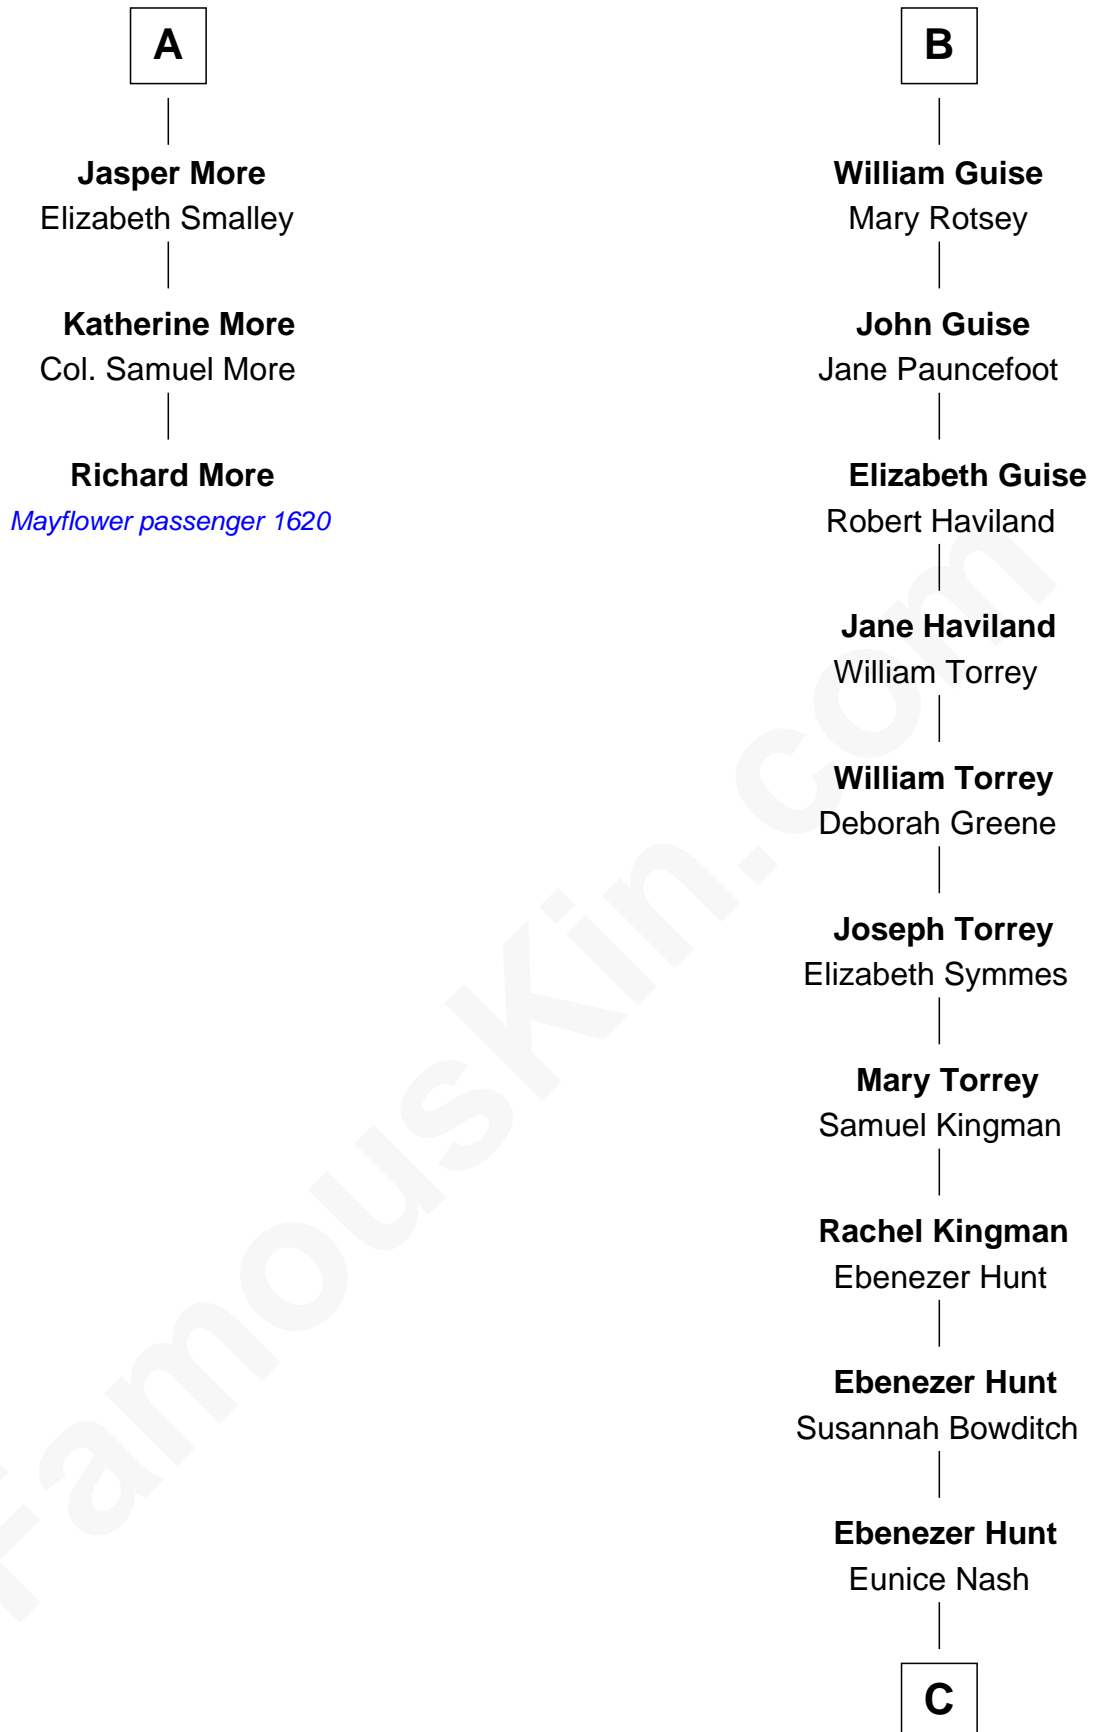 A
Jasper More
Elizabeth Smalley
Katherine More
Col. Samuel More
Richard More
Mayflower passenger 1620
B
William Guise
Mary Rotsey
John Guise
Jane Pauncefoot
Elizabeth Guise
Robert Haviland
Jane Haviland
William Torrey
William Torrey
Deborah Greene
Joseph Torrey
Elizabeth Symmes
Mary Torrey
Samuel Kingman
Rachel Kingman
Ebenezer Hunt
Ebenezer Hunt
Susannah Bowditch
Ebenezer Hunt
Eunice Nash
C
FamousKin.com